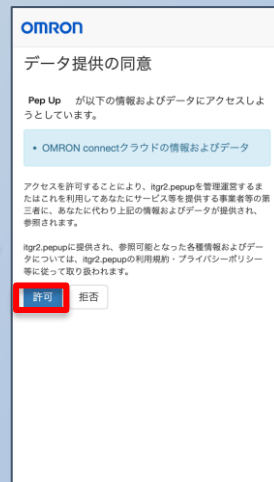 OMRON
データ提供の同意
Pep Up が以下の情報およびデータにアクセスしよ
うとしています。
• OMRON connectクラウドの情報およびデータ
アクセスを許可することにより、itgr2.pepupを管理運営するま
たはこれを利用してあなたにサービス等を提供する事業者等の第
三者に、あなたに代わり上記の情報およびデータが提供され、
参照されます。
itgr2.pepupに提供され、参照可能となった各種情報およびデー
タについては、itgr2.pepupの利用規約・プライバシーポリシー
等に従って取り扱われます。
許可 拒否